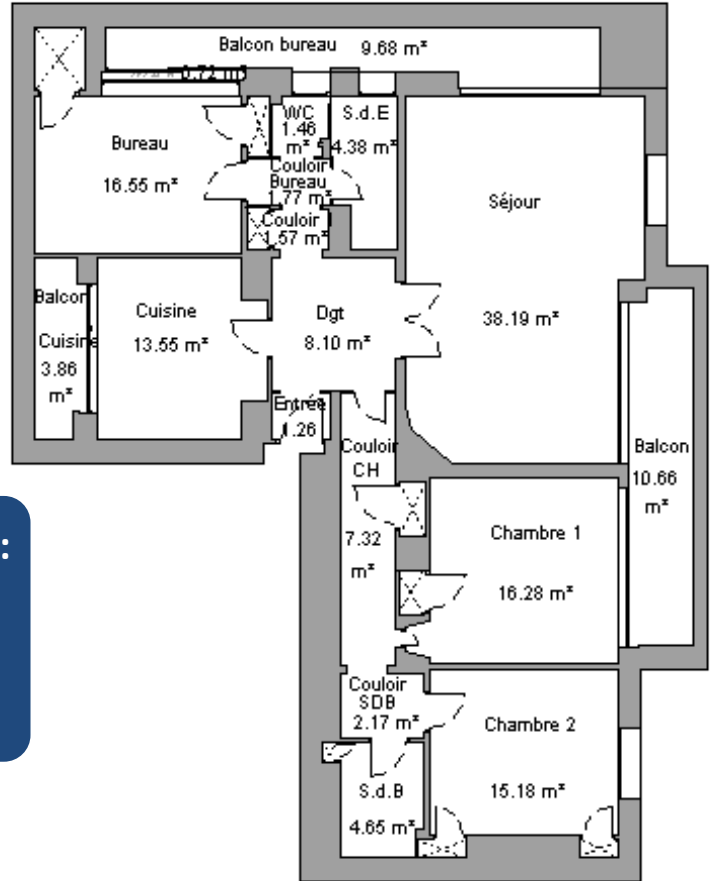 Balcon bureau 9.68 m²
Bureau
16.55 m²
WC
1.46
m²
S.d.E
4.38 m²
Couloir
Bureau
1.77 m²
Couloir
1.57 m²
Séjour
38.19 m²
Balcon
Cuisine
3.86
m²
Cuisine
13.55 m²
Dgt
8.10 m²
Entrée
1.26
Couloir
CH
7.32
m²
Balcon
10.66
m²
Chambre 1
16.28 m²
:
Couloir
SDB
2.17 m²
Chambre 2
15.18 m²
S.d.B
4.65 m²